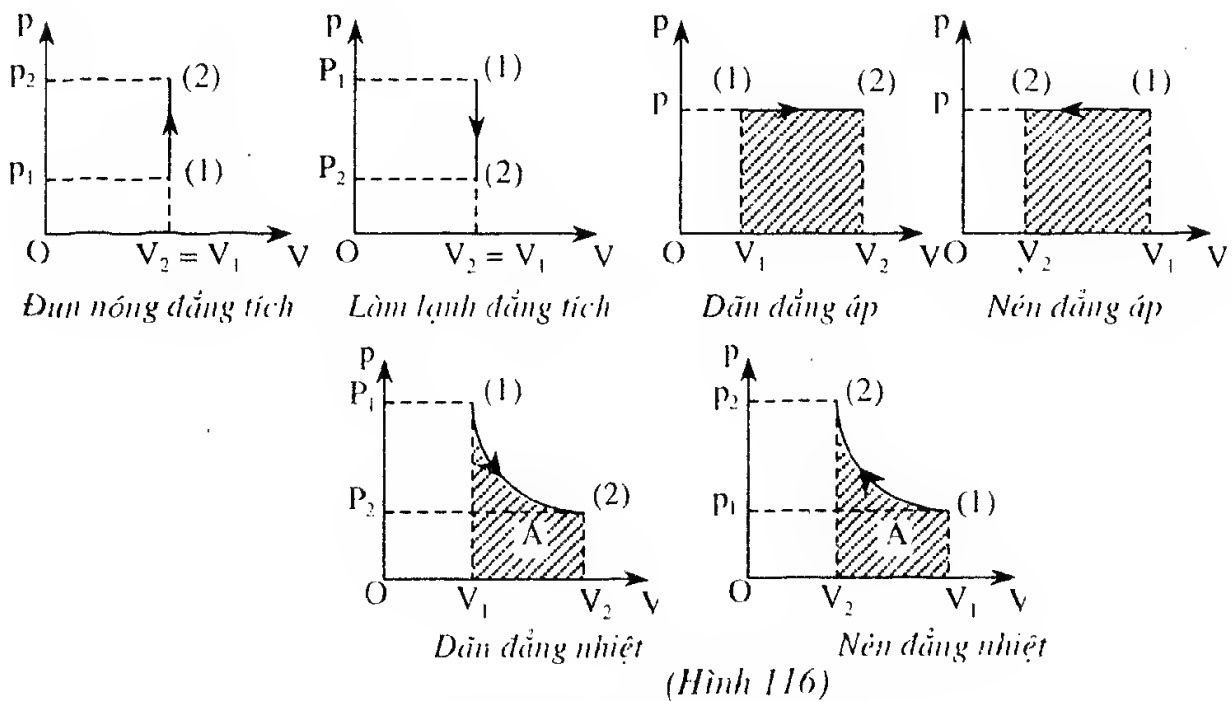 p p p p
p₂ (2) P₁ (1) (1) (2) (2) (1)
p p
p₁ (1) P₂ (2)
O V₂ = V₁ V O V₂ = V₁ V O V₁ V₂ V O V₂ V₁ V
Đun nóng đẳng tích Làm lạnh đẳng tích Dãn đẳng áp Nén đẳng áp
p p
P₁ (1) p₂ (2)
P₂ (2) p₁ (1)
A A
O V₁ V₂ V O V₂ V₁ V
Dãn đẳng nhiệt Nén đẳng nhiệt
(Hình 116)